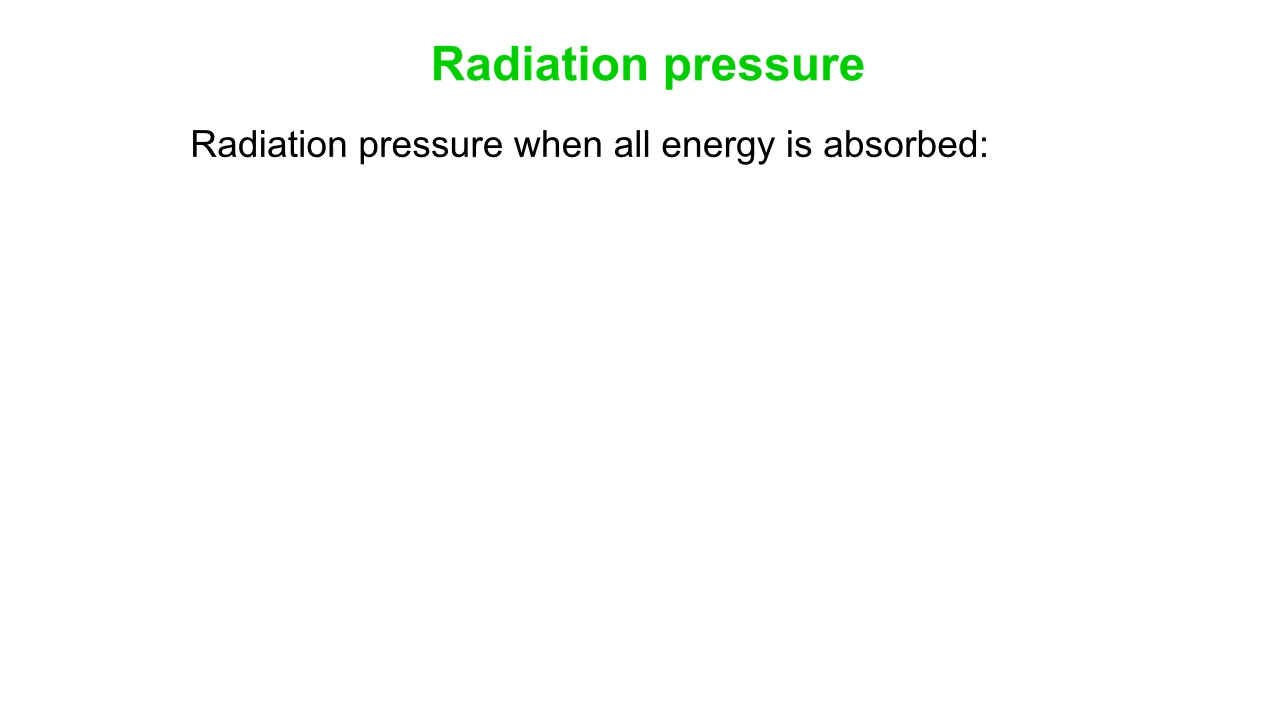 Radiation pressure
Radiation pressure when all energy is absorbed: